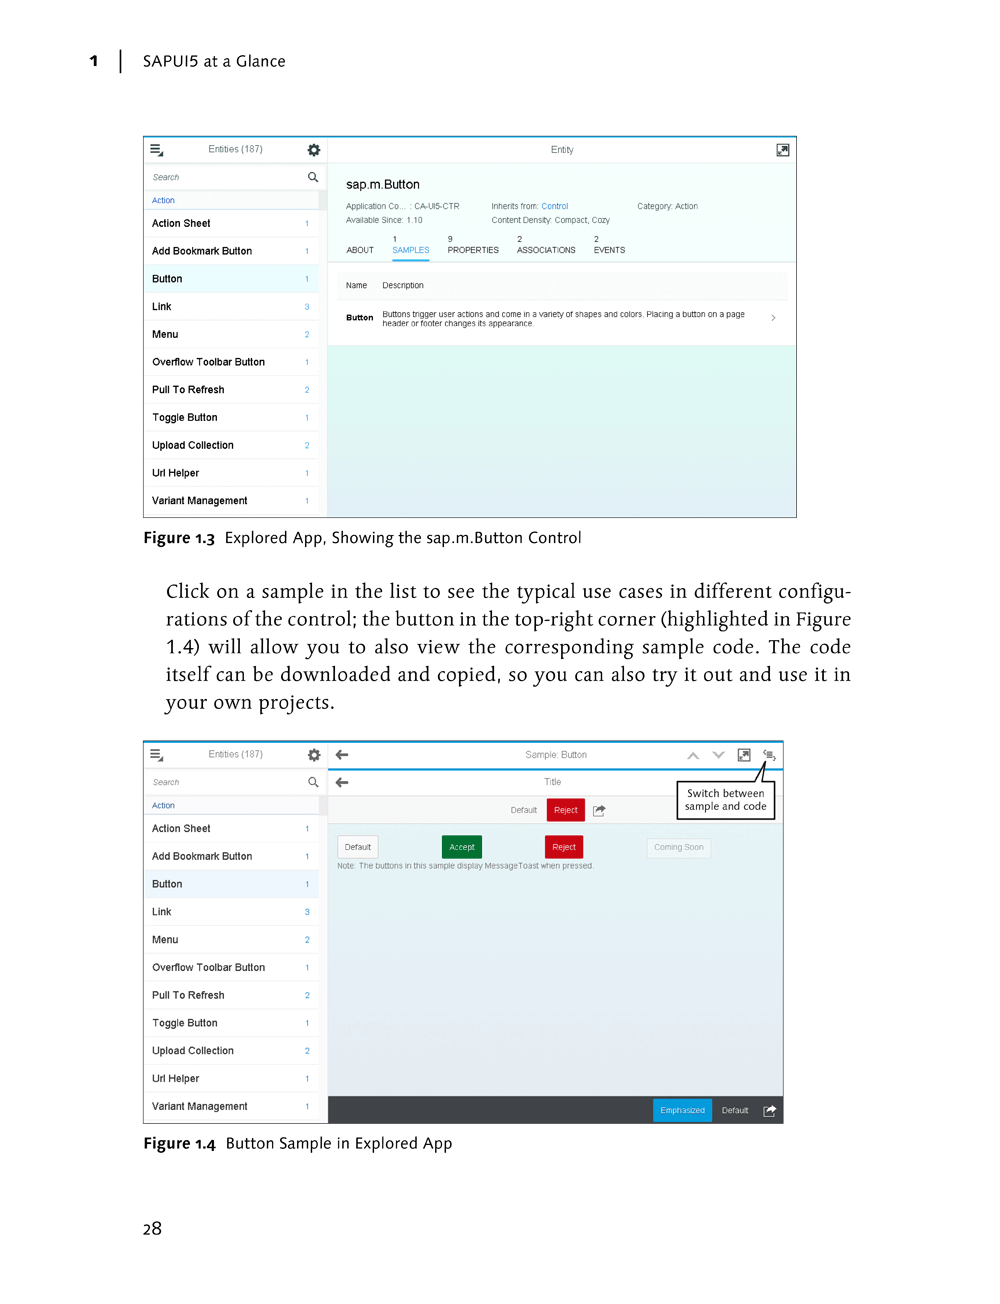 1 SAPUI5 at a Glance
Entities (187)
Entity
Search
sap.m.Button
Action
Application Co... : CA-UI5-CTR Inherits from: Control Category: Action
Available Since: 1.10 Content Density: Compact, Cozy
Action Sheet 1
1 9 2 2
ABOUT SAMPLES PROPERTIES ASSOCIATIONS EVENTS
Add Bookmark Button 1
Button 1
Name Description
Link 3
Button Buttons trigger user actions and come in a variety of shapes and colors. Placing a button on a page
header or footer changes its appearance.
Menu 2
Overflow Toolbar Button 1
Pull To Refresh 2
Toggle Button 1
Upload Collection 2
Url Helper 1
Variant Management 1
Figure 1.3 Explored App, Showing the sap.m.Button Control
Click on a sample in the list to see the typical use cases in different configu-
rations of the control; the button in the top-right corner (highlighted in Figure
1.4) will allow you to also view the corresponding sample code. The code
itself can be downloaded and copied, so you can also try it out and use it in
your own projects.
Entities (187)
Sample: Button
Search
Title
Switch between
sample and code
Action
Default Reject
Action Sheet 1
Default Accept Reject Coming Soon
Note: The buttons in this sample display MessageToast when pressed.
Add Bookmark Button 1
Button 1
Link 3
Menu 2
Overflow Toolbar Button 1
Pull To Refresh 2
Toggle Button 1
Upload Collection 2
Url Helper 1
Variant Management 1
Emphasized Default
Figure 1.4 Button Sample in Explored App
28